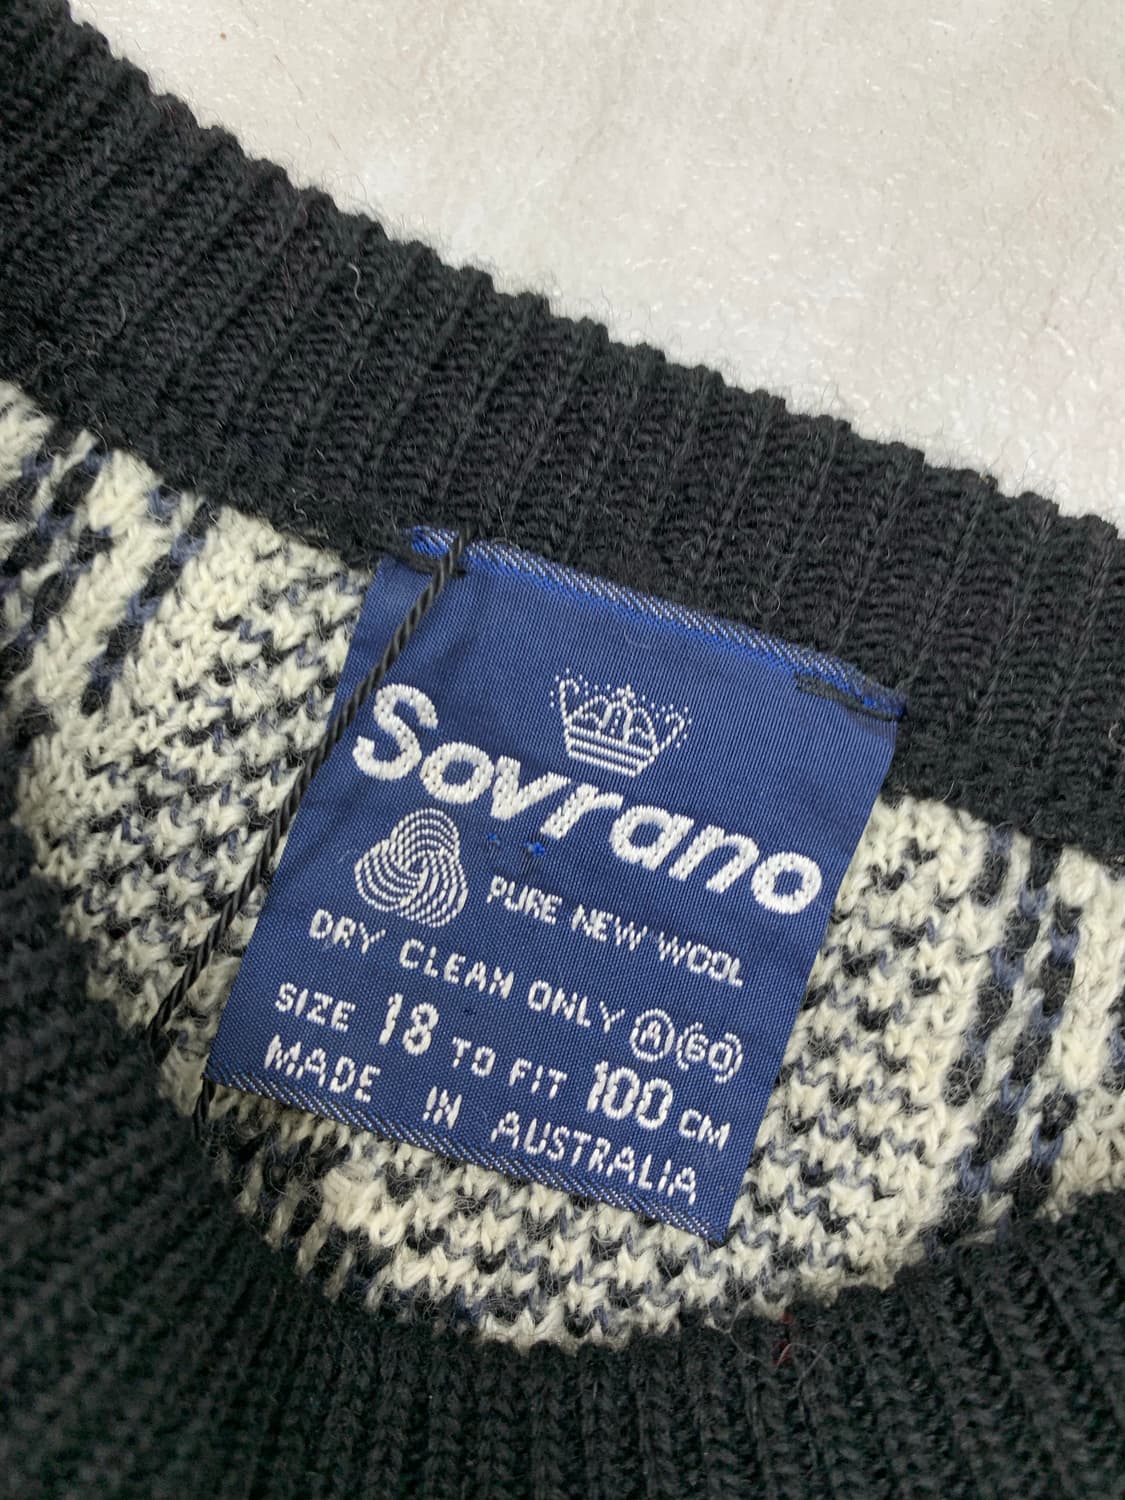 Sovrano
PURE NEW WOOL
DRY CLEAN ONLY A 60
SIZE 18 TO FIT 100 CM
MADE IN AUSTRALIA